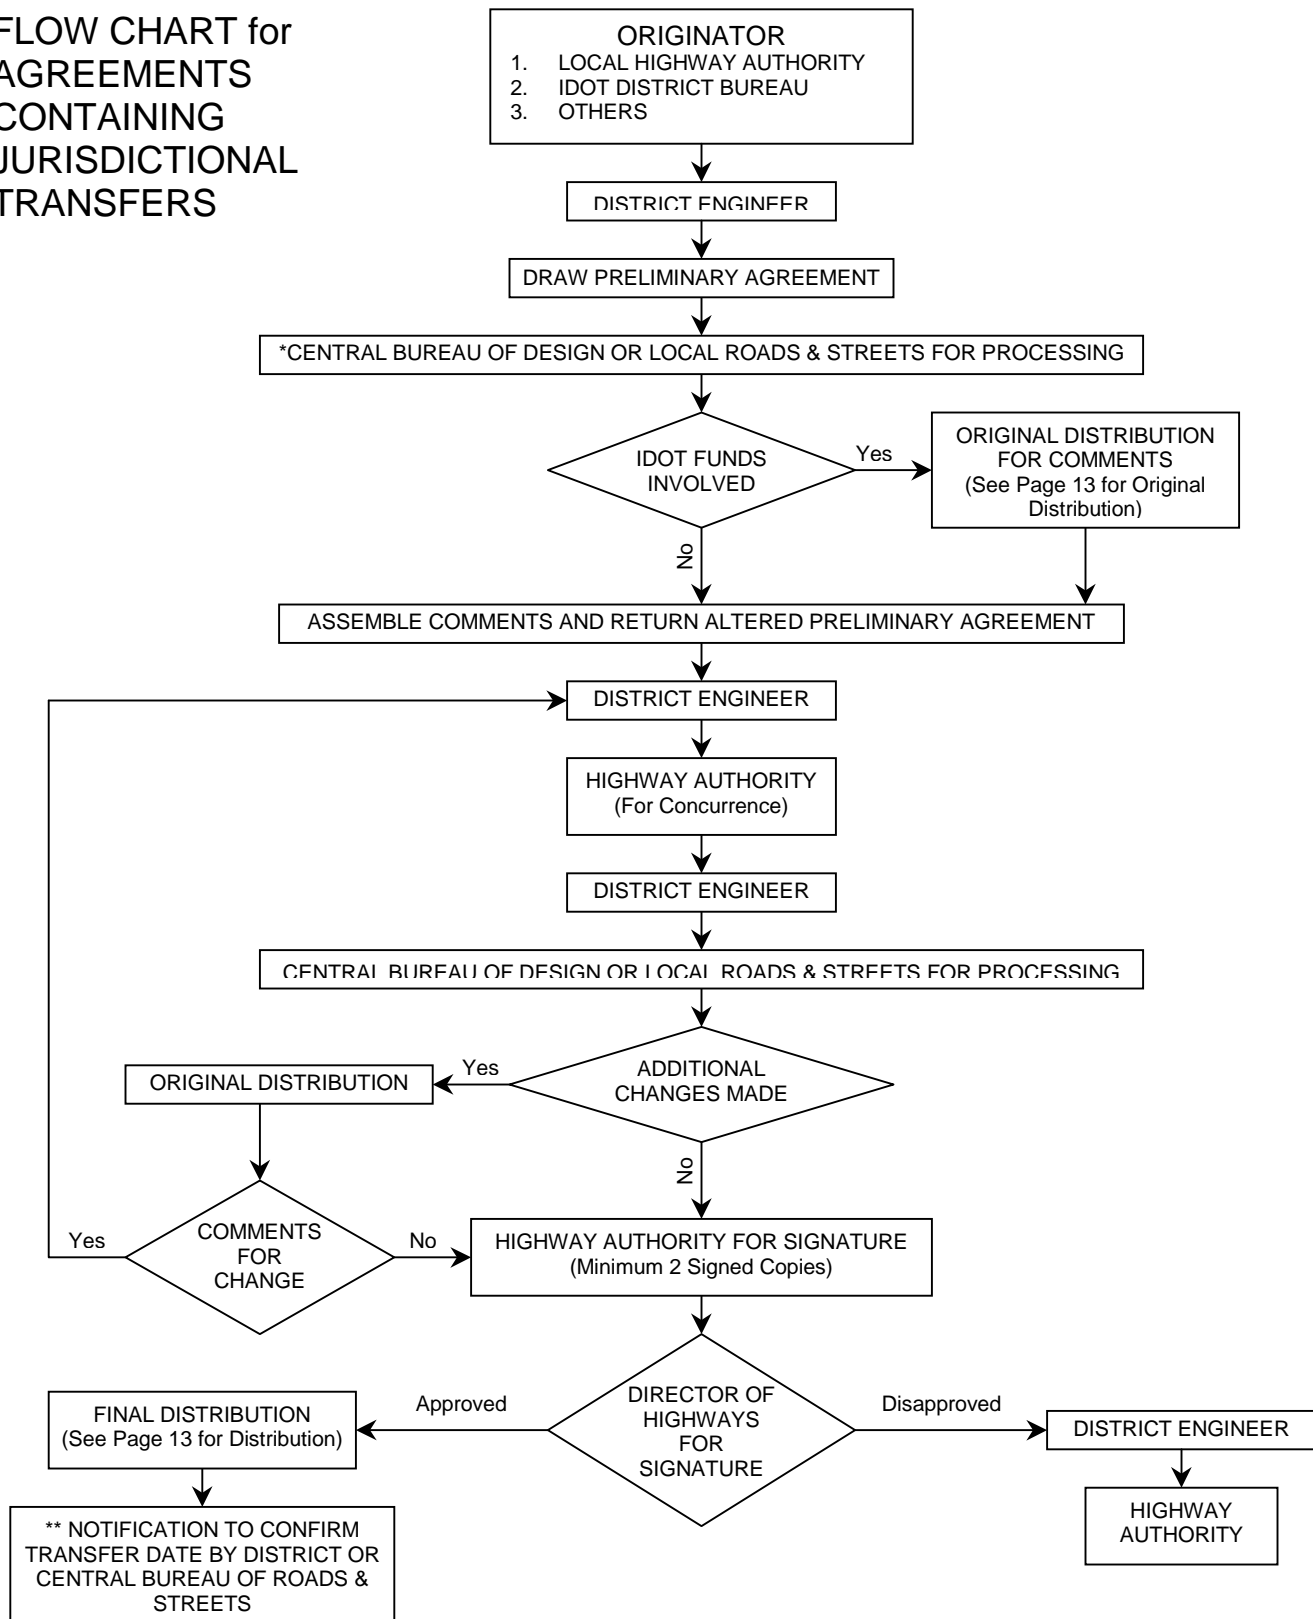 FLOW CHART for
AGREEMENTS
CONTAINING
JURISDICTIONAL
TRANSFERS
ORIGINATOR
1. LOCAL HIGHWAY AUTHORITY
2. IDOT DISTRICT BUREAU
3. OTHERS
DISTRICT ENGINEER
DRAW PRELIMINARY AGREEMENT
*CENTRAL BUREAU OF DESIGN OR LOCAL ROADS & STREETS FOR PROCESSING
IDOT FUNDS
INVOLVED
Yes
ORIGINAL DISTRIBUTION
FOR COMMENTS
(See Page 13 for Original
Distribution)
No
ASSEMBLE COMMENTS AND RETURN ALTERED PRELIMINARY AGREEMENT
DISTRICT ENGINEER
HIGHWAY AUTHORITY
(For Concurrence)
DISTRICT ENGINEER
CENTRAL BUREAU OF DESIGN OR LOCAL ROADS & STREETS FOR PROCESSING
ADDITIONAL
CHANGES MADE
Yes
ORIGINAL DISTRIBUTION
No
COMMENTS
FOR
CHANGE
Yes
No
HIGHWAY AUTHORITY FOR SIGNATURE
(Minimum 2 Signed Copies)
DIRECTOR OF
HIGHWAYS
FOR
SIGNATURE
Approved
Disapproved
FINAL DISTRIBUTION
(See Page 13 for Distribution)
DISTRICT ENGINEER
** NOTIFICATION TO CONFIRM
TRANSFER DATE BY DISTRICT OR
CENTRAL BUREAU OF ROADS &
STREETS
HIGHWAY
AUTHORITY